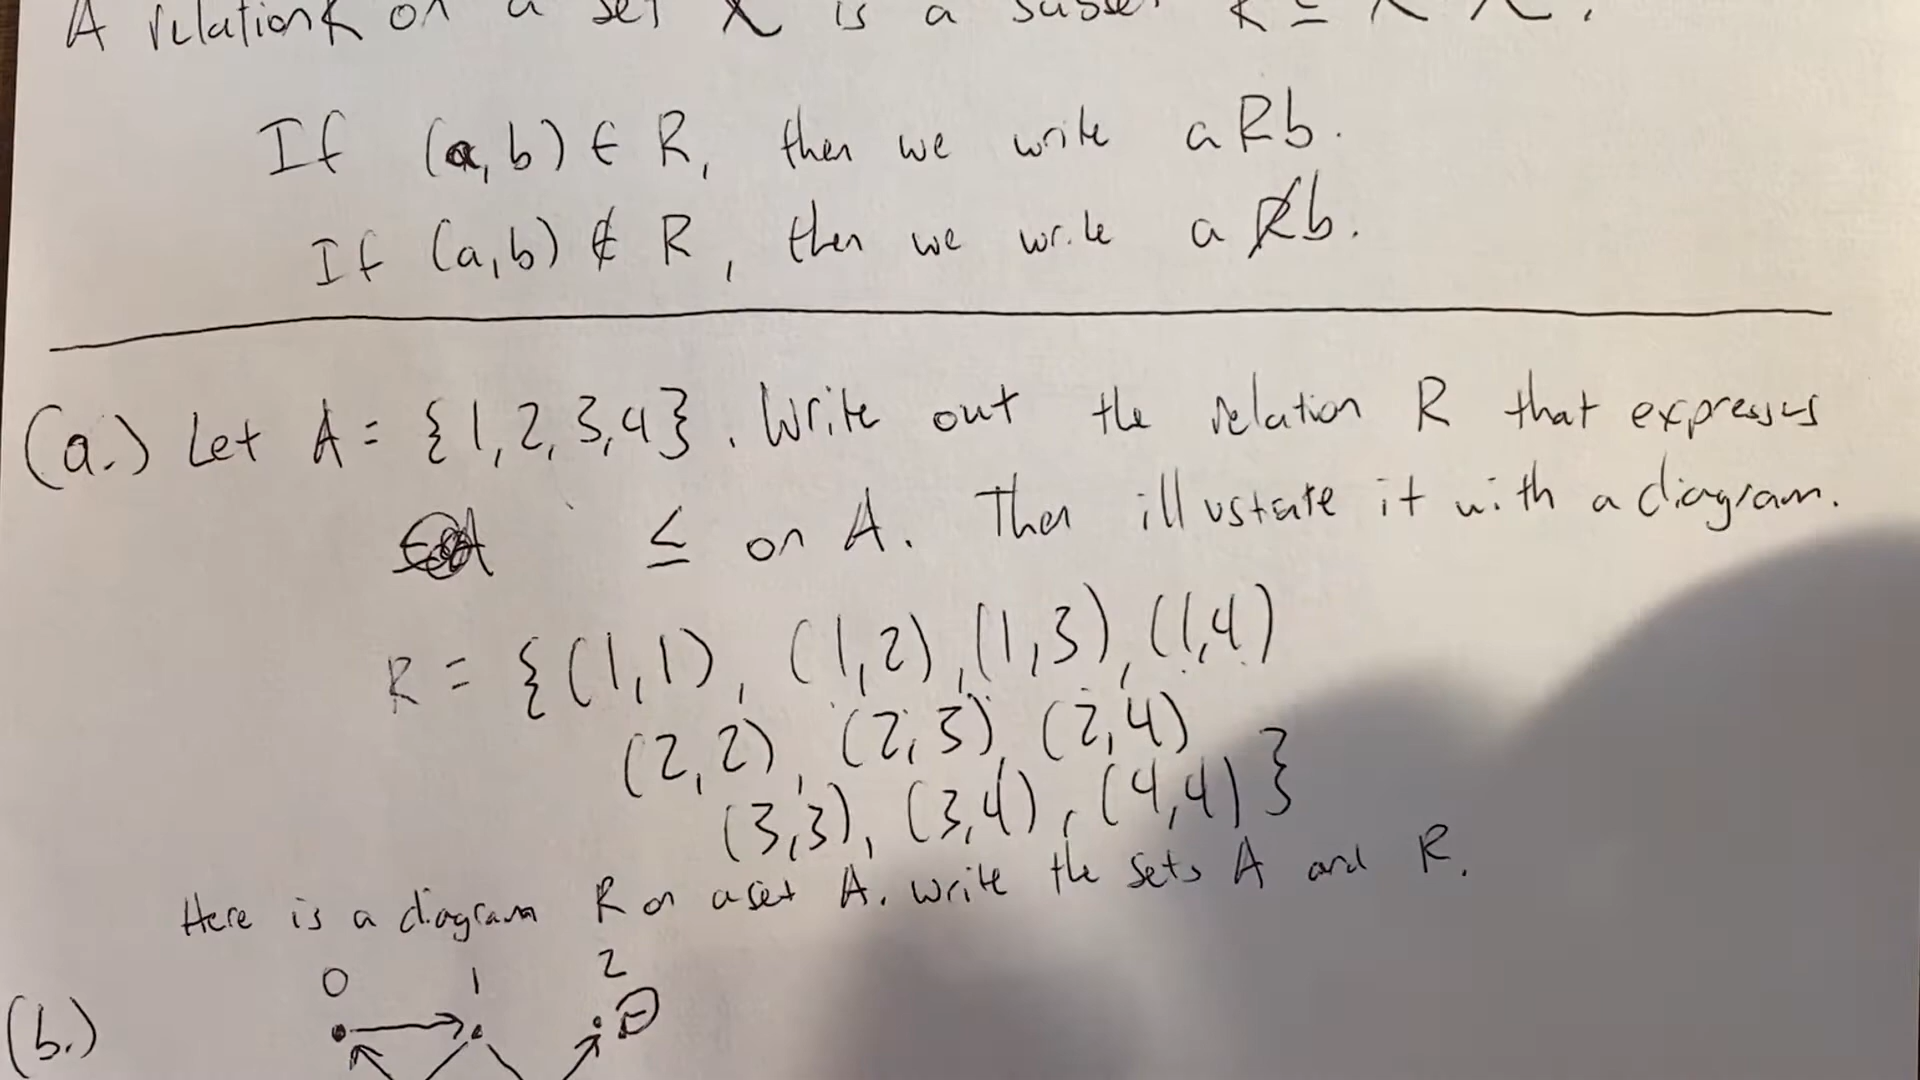 A relation R on a set X is a subset R ⊆ X × X.
If (a, b) ∈ R, then we write a R b.
If (a, b) ∉ R, then we write a R̸ b.
(a.) Let A = {1, 2, 3, 4}. Write out the relation R that expresses
≤ on A. Then illustrate it with a diagram.
R = {(1,1), (1,2), (1,3), (1,4)
(2,2), (2,3), (2,4)
(3,3), (3,4), (4,4)}
Here is a diagram R on a set A. Write the sets A and R.
0 1 2
(b.)